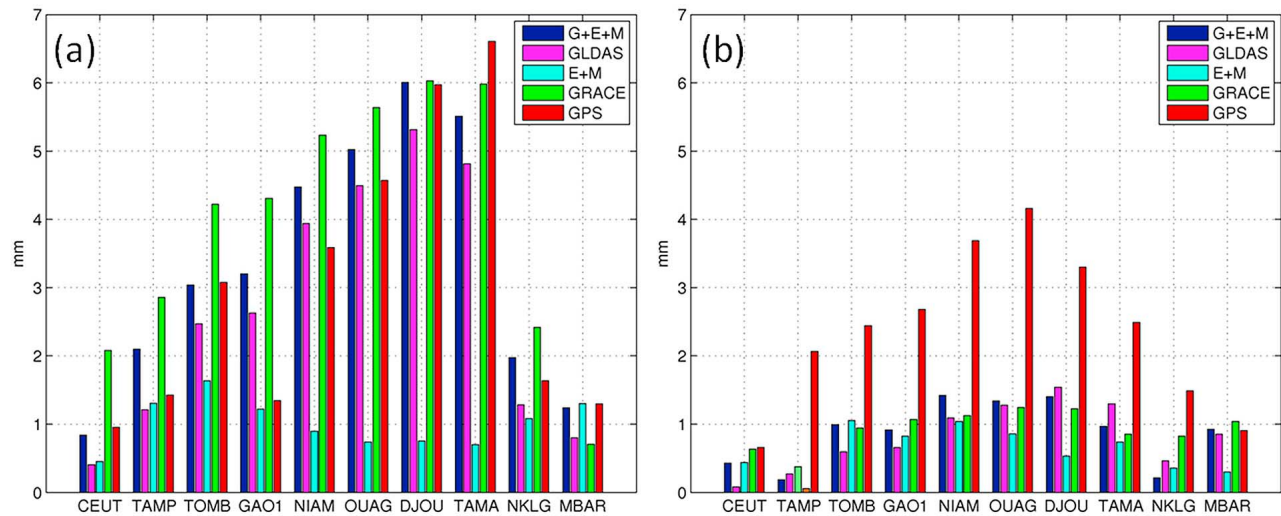 (a)
7
6
5
4
3
2
1
0
mm
G+E+M
GLDAS
E+M
GRACE
GPS
CEUT TAMP TOMB GAO1 NIAM OUAG DJOU TAMA NKLG MBAR
(b)
7
6
5
4
3
2
1
0
mm
G+E+M
GLDAS
E+M
GRACE
GPS
CEUT TAMP TOMB GAO1 NIAM OUAG DJOU TAMA NKLG MBAR